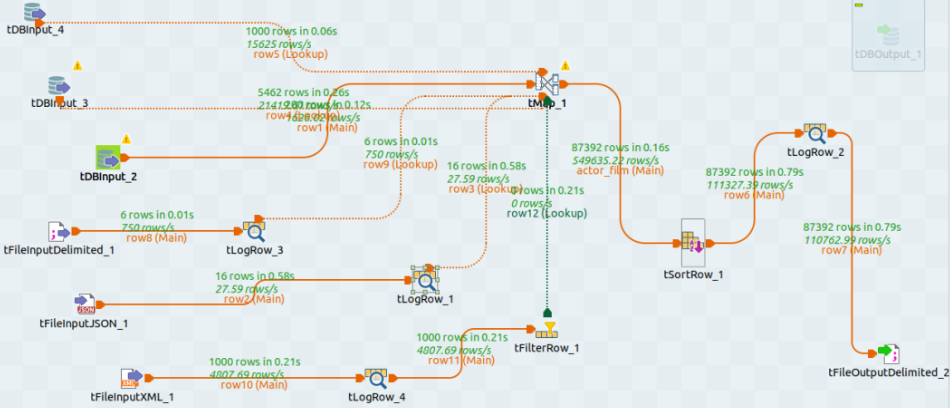 tDBInput_4
1000 rows in 0.06s
15625 rows/s
row5 (Lookup)
tDBOutput_1
tDBInput_3
tMap_1
5462 rows in 0.26s
rows in 0.12s
row1 (Main)
tDBInput_2
6 rows in 0.01s
750 rows/s
row9 (Lookup)
16 rows in 0.58s
27.59 rows/s
row3 (Lookup)
rows in 0.21s
0 rows/s
row12 (Lookup)
87392 rows in 0.16s
549635.22 rows/s
actor_film (Main)
tLogRow_2
87392 rows in 0.79s
111327.39 rows/s
row6 (Main)
6 rows in 0.01s
750 rows/s
row8 (Main)
tFileInputDelimited_1
tLogRow_3
87392 rows in 0.79s
110762.99 rows/s
row7 (Main)
tSortRow_1
16 rows in 0.58s
27.59 rows/s
row2 (Main)
tLogRow_1
JSON
tFileInputJSON_1
1000 rows in 0.21s
4807.69 rows/s
row11 (Main)
tFilterRow_1
1000 rows in 0.21s
4807.69 rows/s
row10 (Main)
XML
tFileInputXML_1
tLogRow_4
tFileOutputDelimited_2